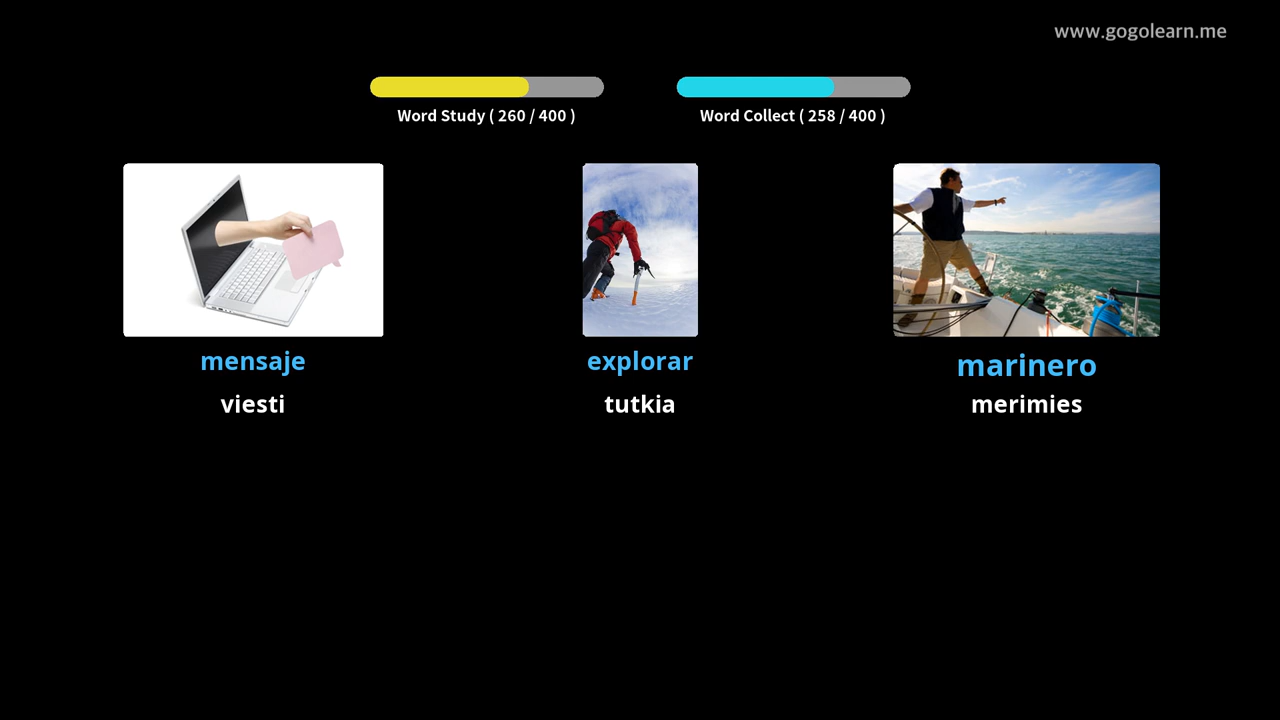 www.gogolearn.me
Word Study ( 260 / 400 )
Word Collect ( 258 / 400 )
mensaje
viesti
explorar
tutkia
marinero
merimies